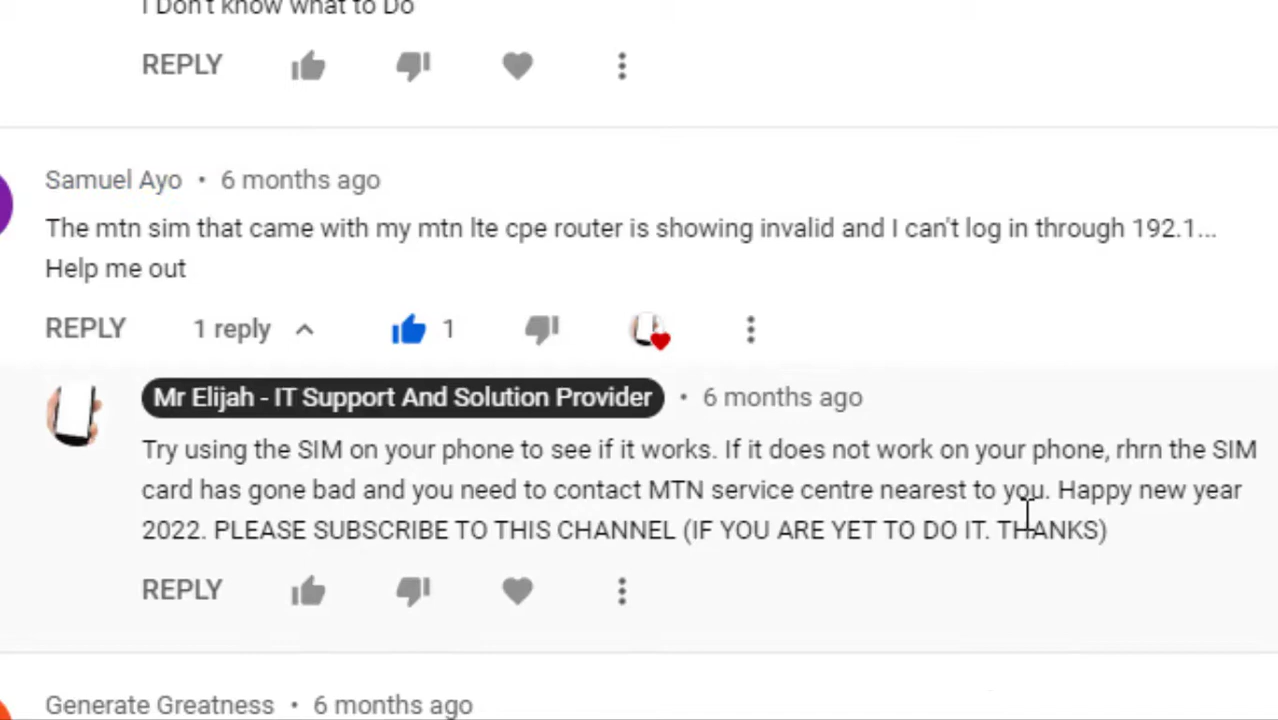 I Don't know what to Do
REPLY
Samuel Ayo • 6 months ago
The mtn sim that came with my mtn lte cpe router is showing invalid and I can't log in through 192.1...
Help me out
REPLY 1 reply 1
Mr Elijah - IT Support And Solution Provider • 6 months ago
Try using the SIM on your phone to see if it works. If it does not work on your phone, rhrn the SIM
card has gone bad and you need to contact MTN service centre nearest to you. Happy new year
2022. PLEASE SUBSCRIBE TO THIS CHANNEL (IF YOU ARE YET TO DO IT. THANKS)
REPLY
Generate Greatness • 6 months ago